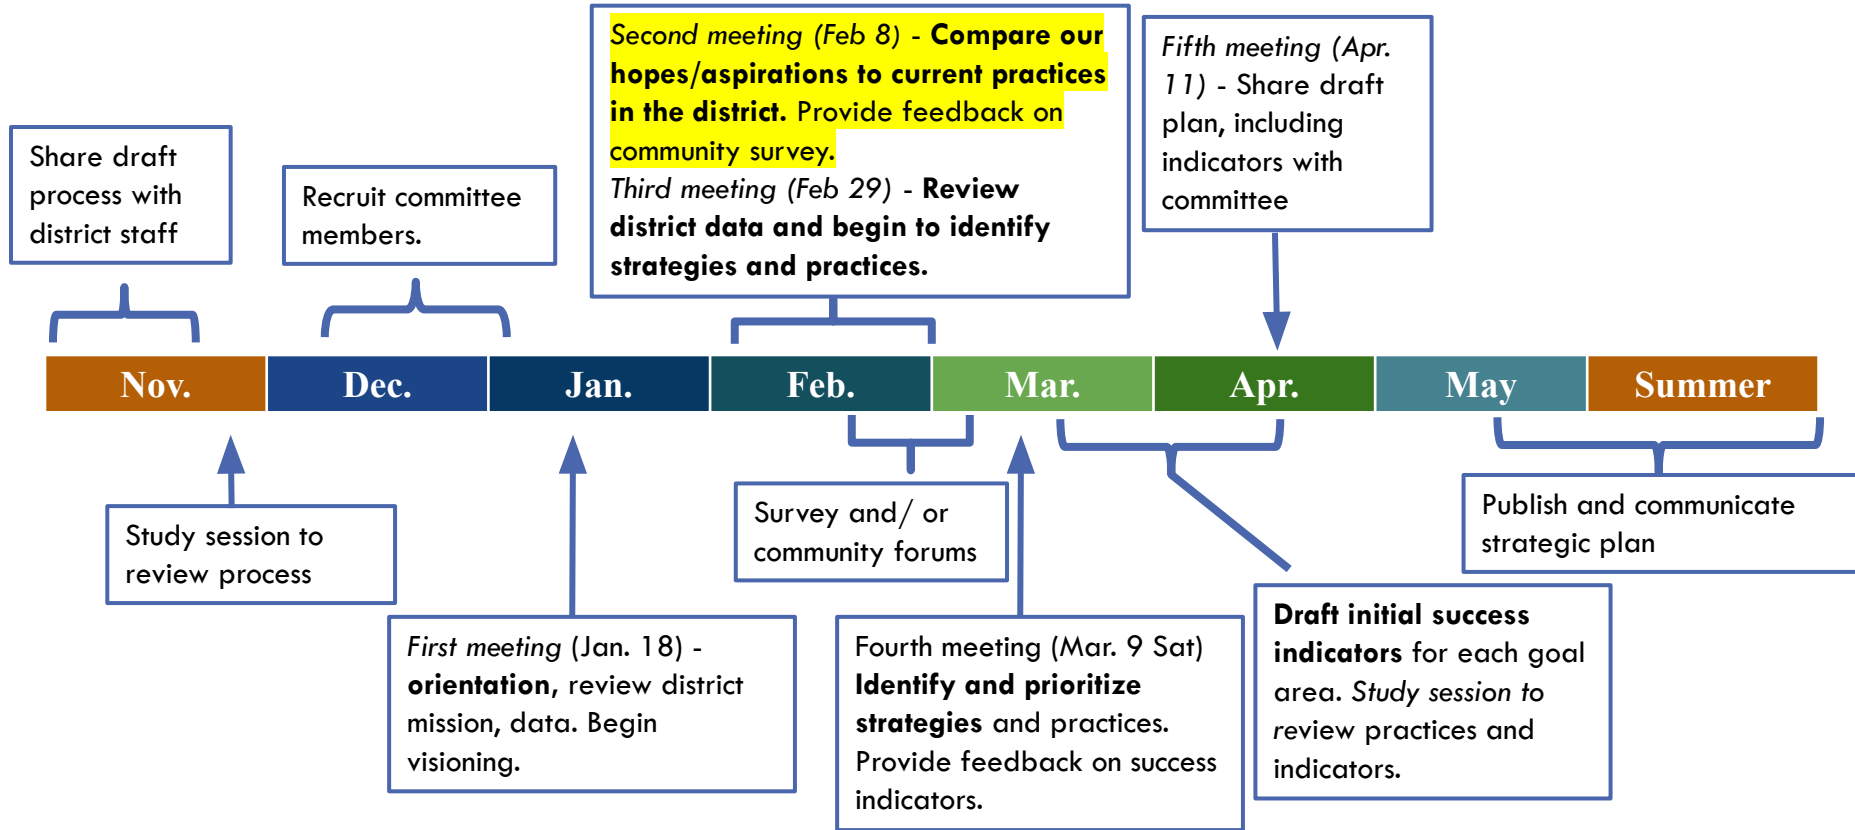 Share draft
process with
district staff
Recruit committee
members.
Second meeting (Feb 8) - Compare our
hopes/aspirations to current practices
in the district. Provide feedback on
community survey.
Third meeting (Feb 29) - Review
district data and begin to identify
strategies and practices.
Fifth meeting (Apr.
11) - Share draft
plan, including
indicators with
committee
Nov.
Dec.
Jan.
Feb.
Mar.
Apr.
May
Summer
Study session to
review process
First meeting (Jan. 18) -
orientation, review district
mission, data. Begin
visioning.
Survey and/ or
community forums
Fourth meeting (Mar. 9 Sat)
Identify and prioritize
strategies and practices.
Provide feedback on success
indicators.
Draft initial success
indicators for each goal
area. Study session to
review practices and
indicators.
Publish and communicate
strategic plan